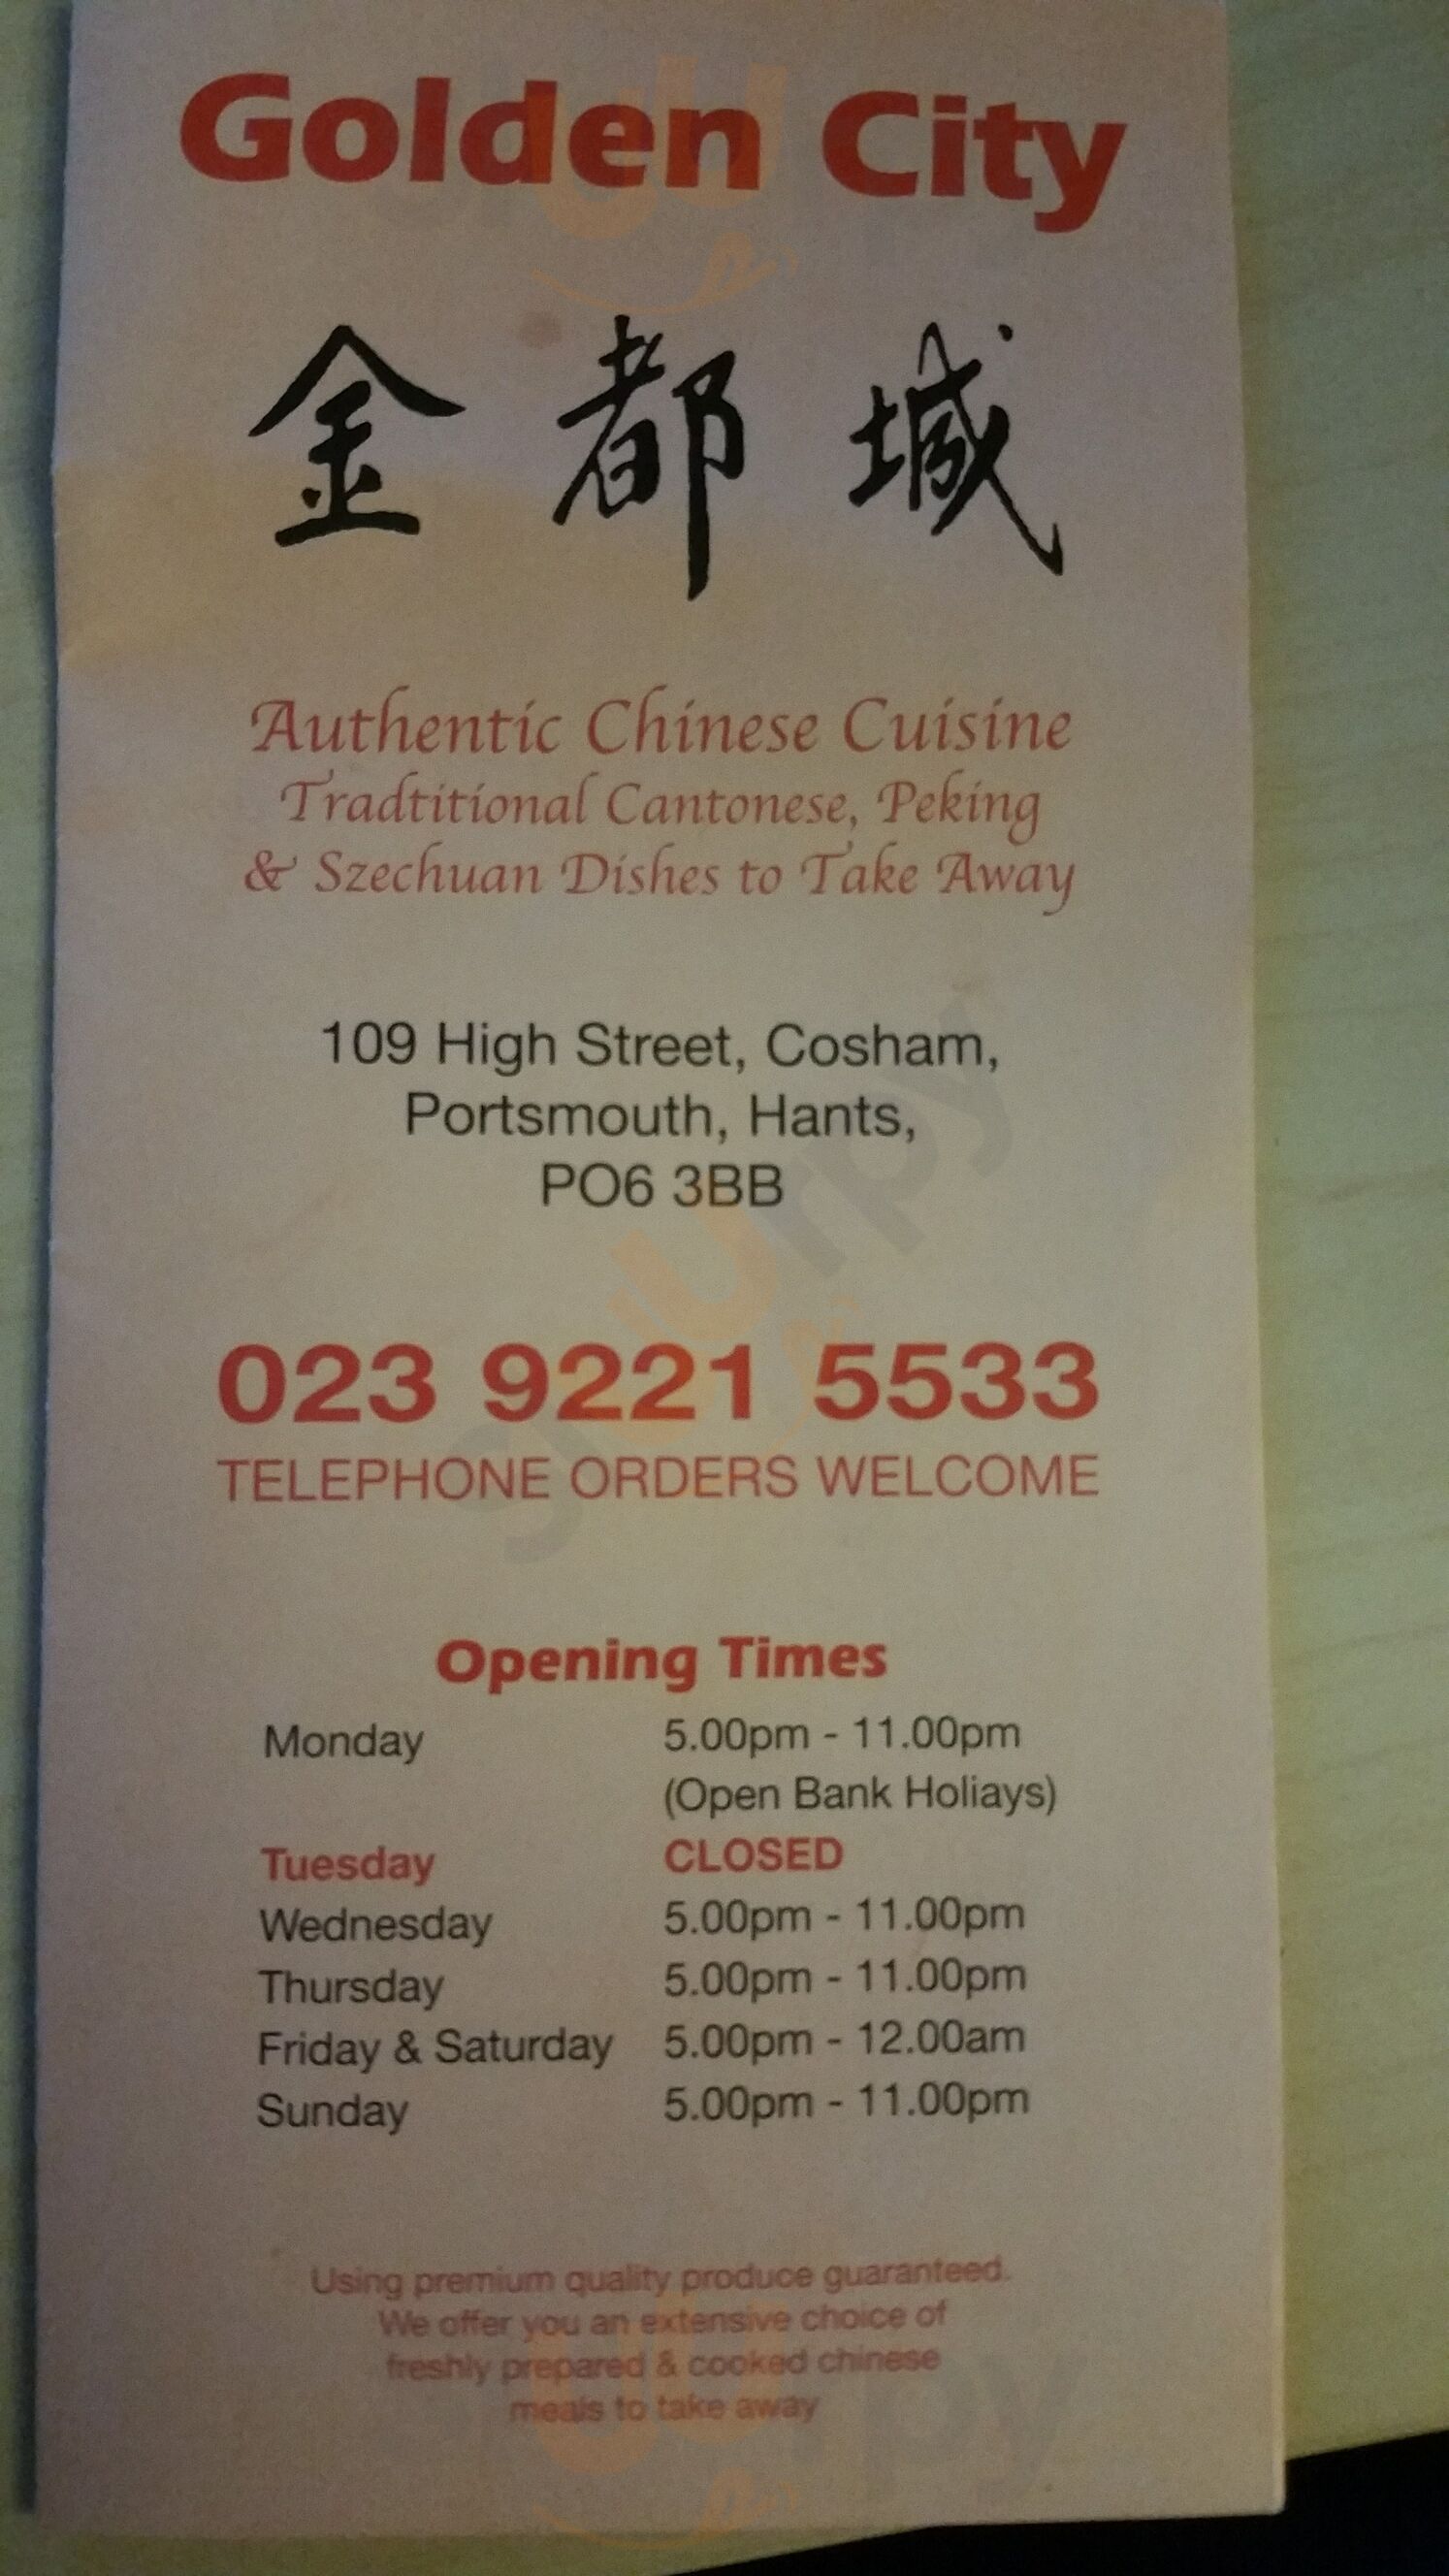 Golden City
金都城
Authentic Chinese Cuisine
Tradtitional Cantonese, Peking
& Szechuan Dishes to Take Away
109 High Street, Cosham,
Portsmouth, Hants,
PO6 3BB
023 9221 5533
TELEPHONE ORDERS WELCOME
Opening Times
Monday 5.00pm - 11.00pm
(Open Bank Holiays)
Tuesday CLOSED
Wednesday 5.00pm - 11.00pm
Thursday 5.00pm - 11.00pm
Friday & Saturday 5.00pm - 12.00am
Sunday 5.00pm - 11.00pm
Using premium quality produce guaranteed.
We offer you an extensive choice of
freshly prepared & cooked chinese
meals to take away
sluurpy